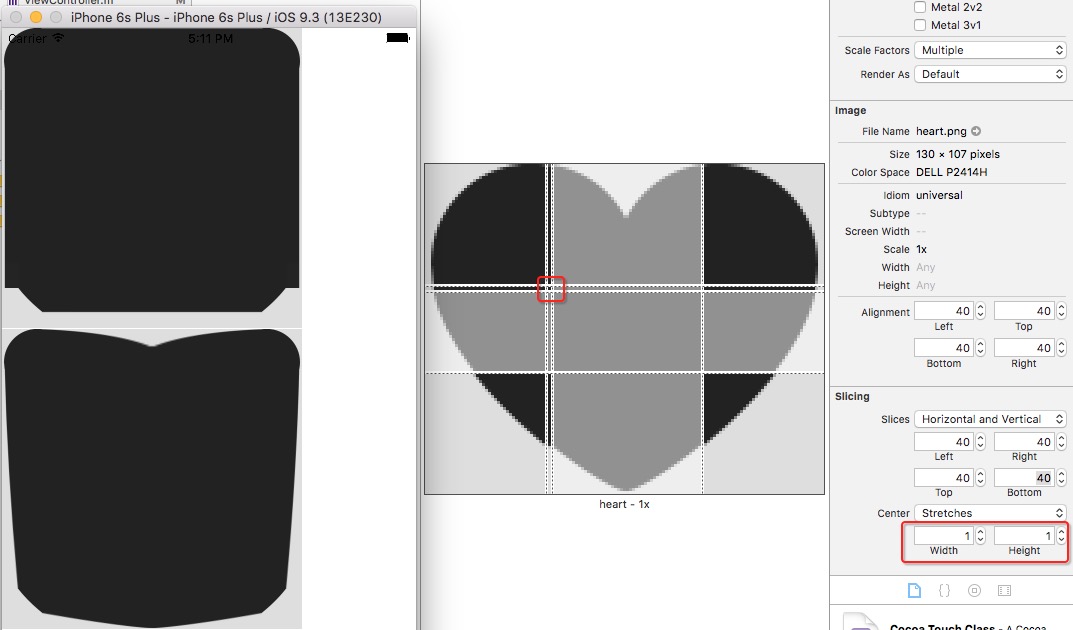 ViewController.m M
iPhone 6s Plus - iPhone 6s Plus / iOS 9.3 (13E230)
Carrier 5:11 PM
heart - 1x
Metal 2v2
Metal 3v1
Scale Factors Multiple
Render As Default
Image
File Name heart.png
Size 130 × 107 pixels
Color Space DELL P2414H
Idiom universal
Subtype --
Screen Width --
Scale 1x
Width Any
Height Any
Alignment 40 40
Left Top
40 40
Bottom Right
Slicing
Slices Horizontal and Vertical
40 40
Left Right
40 40
Top Bottom
Center Stretches
1 1
Width Height
{}
Cocoa Touch Class - A Cocoa